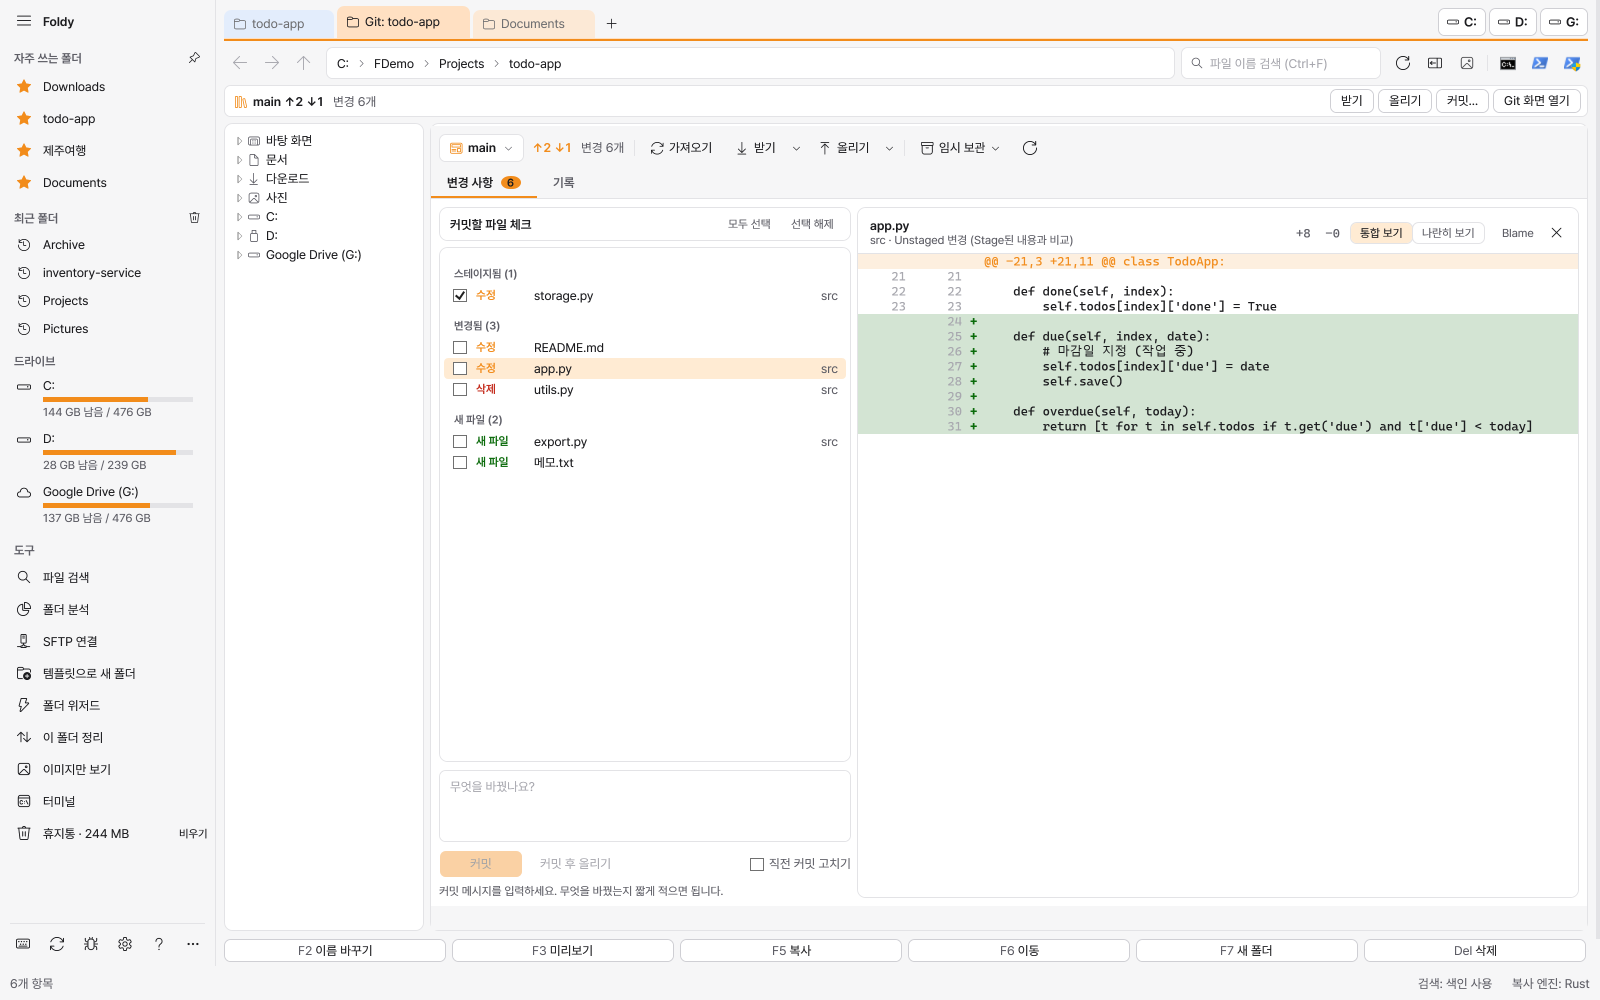 Foldy
자주 쓰는 폴더
Downloads
todo-app
제주여행
Documents
최근 폴더
Archive
inventory-service
Projects
Pictures
드라이브
C:
144 GB 남음 / 476 GB
D:
28 GB 남음 / 239 GB
Google Drive (G:)
137 GB 남음 / 476 GB
도구
파일 검색
폴더 분석
SFTP 연결
템플릿으로 새 폴더
폴더 위저드
이 폴더 정리
이미지만 보기
터미널
휴지통 · 244 MB 비우기
todo-app Git: todo-app Documents C: D: G:
C: FDemo Projects todo-app 파일 이름 검색 (Ctrl+F)
main ↑2 ↓1 변경 6개 받기 올리기 커밋... Git 화면 열기
바탕 화면
문서
다운로드
사진
C:
D:
Google Drive (G:)
main ↑2 ↓1 변경 6개 가져오기 받기 올리기 임시 보관
변경 사항 6 기록
커밋할 파일 체크 모두 선택 선택 해제
스테이지됨 (1)
수정 storage.py src
변경됨 (3)
수정 README.md
수정 app.py src
삭제 utils.py src
새 파일 (2)
새 파일 export.py src
새 파일 메모.txt
무엇을 바꿨나요?
커밋 커밋 후 올리기 직전 커밋 고치기
커밋 메시지를 입력하세요. 무엇을 바꿨는지 짧게 적으면 됩니다.
app.py
src · Unstaged 변경 (Stage된 내용과 비교)
+8 −0 통합 보기 나란히 보기 Blame
@@ -21,3 +21,11 @@ class TodoApp:
21 21
22 22 def done(self, index):
23 23 self.todos[index]['done'] = True
24 +
25 + def due(self, index, date):
26 + # 마감일 지정 (작업 중)
27 + self.todos[index]['due'] = date
28 + self.save()
29 +
30 + def overdue(self, today):
31 + return [t for t in self.todos if t.get('due') and t['due'] < today]
F2 이름 바꾸기 F3 미리보기 F5 복사 F6 이동 F7 새 폴더 Del 삭제
6개 항목 검색: 색인 사용 복사 엔진: Rust